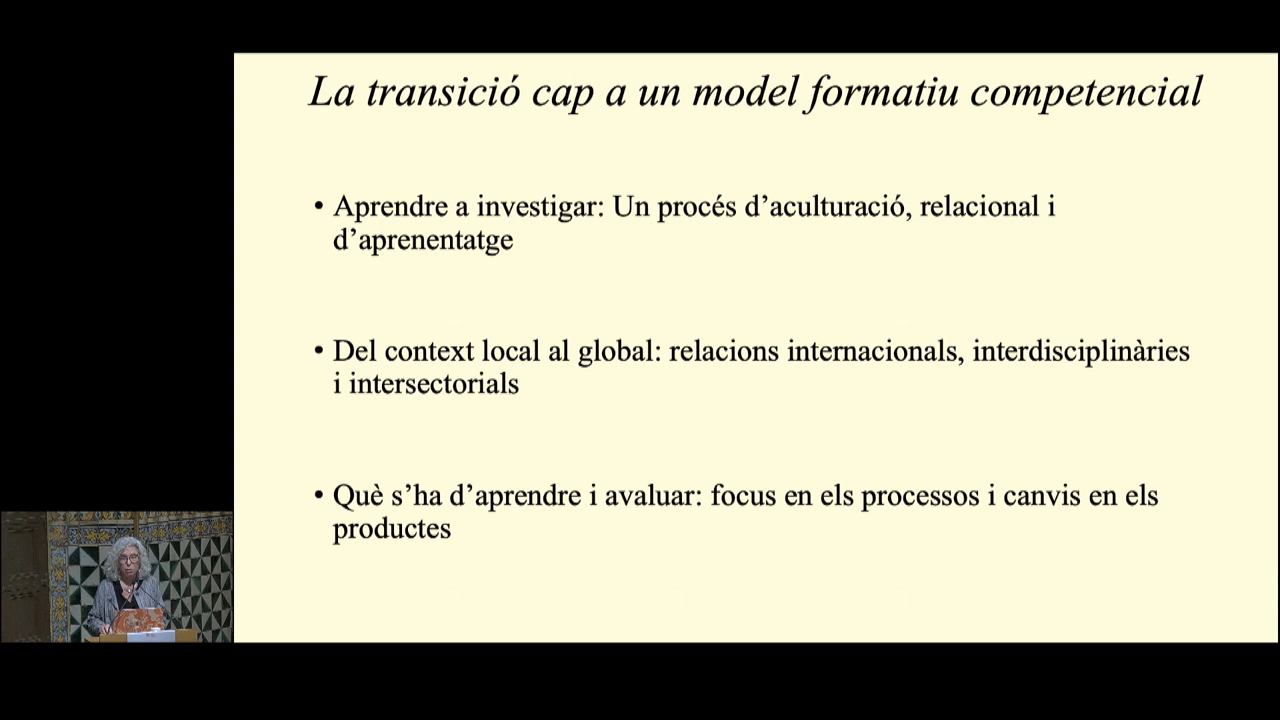 La transició cap a un model formatiu competencial
• Aprendre a investigar: Un procés d’aculturació, relacional i
d’aprenentatge
• Del context local al global: relacions internacionals, interdisciplinàries
i intersectorials
• Què s’ha d’aprendre i avaluar: focus en els processos i canvis en els
productes